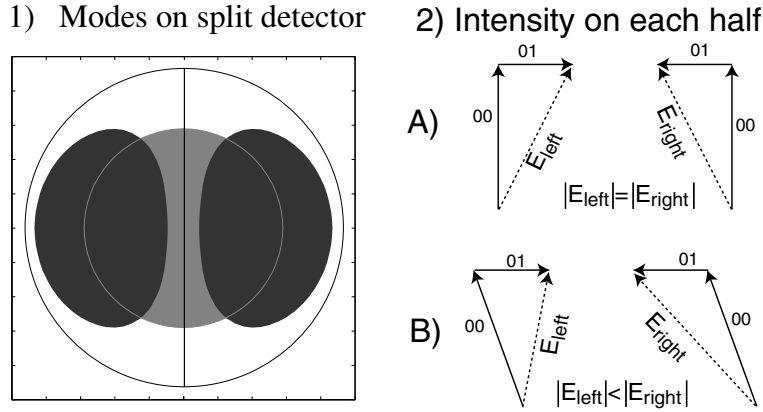 1) Modes on split detector
2) Intensity on each half
A)
01
00
E_left
01
00
E_right
|E_left|=|E_right|
B)
01
00
E_left
01
00
E_right
|E_left|<|E_right|